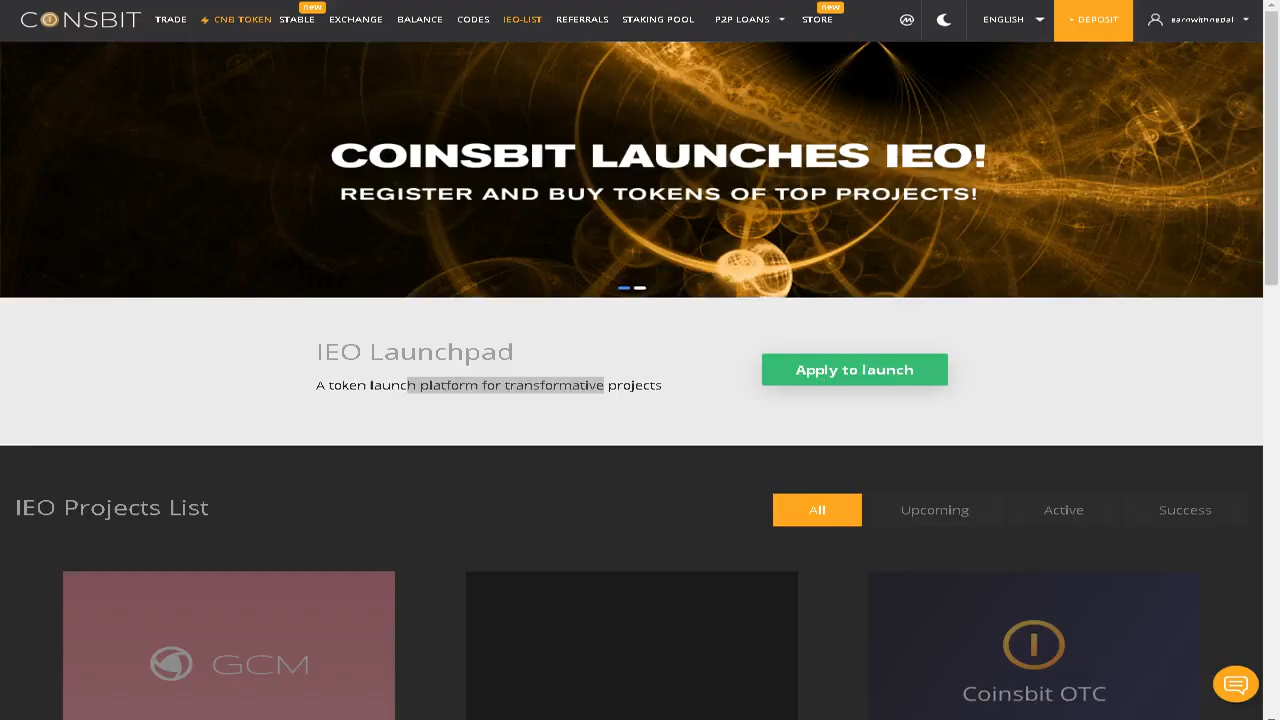 CONSBIT TRADE CNB TOKEN STABLE new EXCHANGE BALANCE CODES IEO-LIST REFERRALS STAKING POOL P2P LOANS STORE new ENGLISH + DEPOSIT
COINSBIT LAUNCHES IEO!
REGISTER AND BUY TOKENS OF TOP PROJECTS!
IEO Launchpad
A token launch platform for transformative projects
Apply to launch
IEO Projects List
All Upcoming Active Success
GCM
Coinsbit OTC